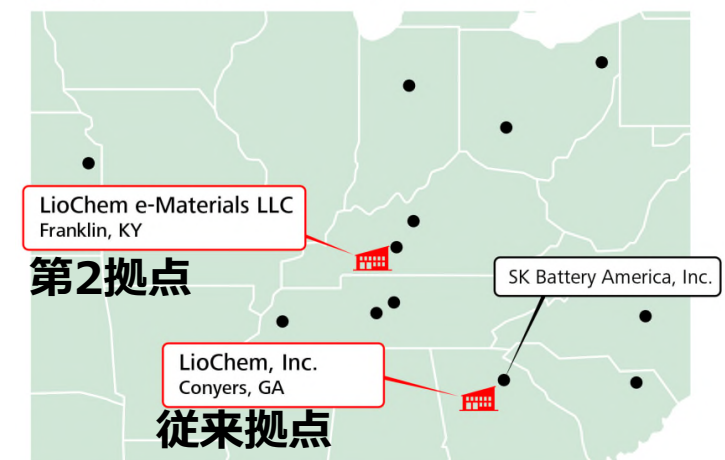 LioChem e-Materials LLC
Franklin, KY
第2拠点
SK Battery America, Inc.
LioChem, Inc.
Conyers, GA
従来拠点